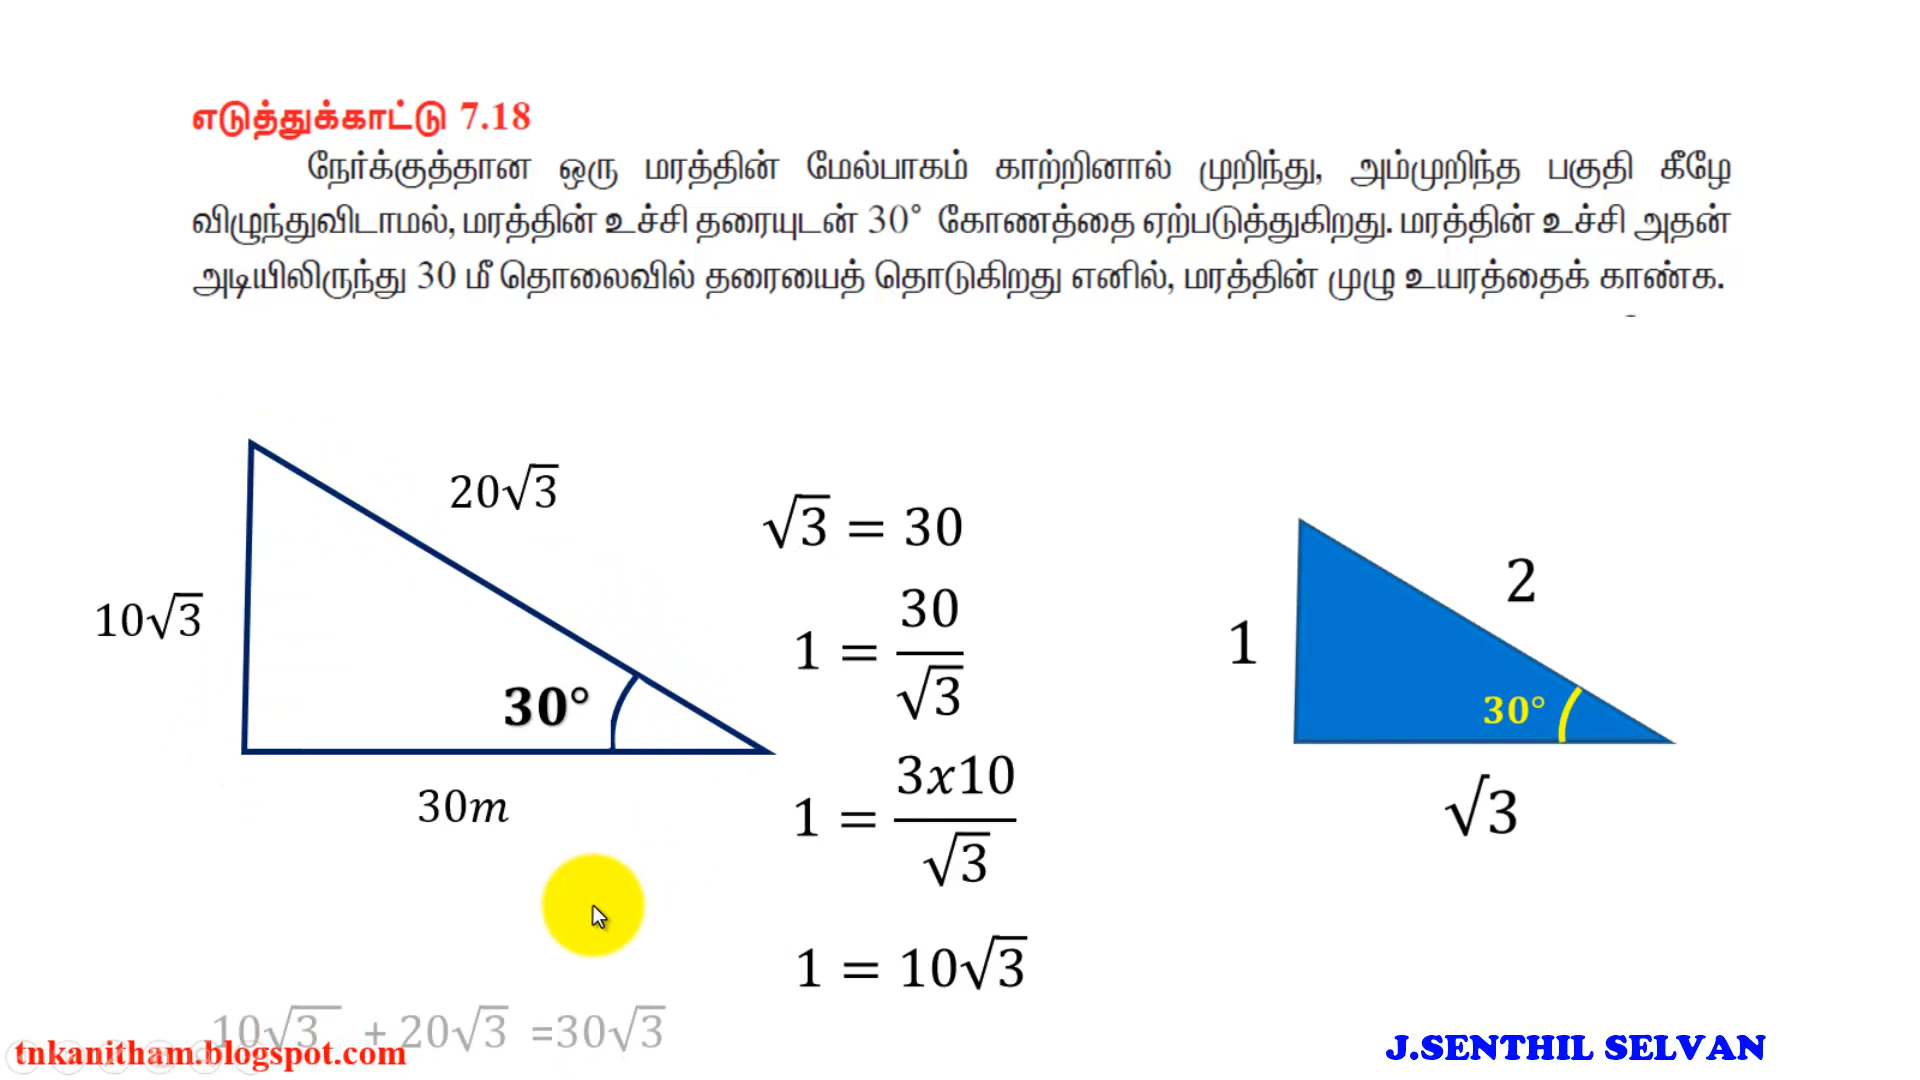 எடுத்துக்காட்டு 7.18
நேர்க்குத்தான ஒரு மரத்தின் மேல்பாகம் காற்றினால் முறிந்து, அம்முறிந்த பகுதி கீழே
விழுந்துவிடாமல், மரத்தின் உச்சி தரையுடன் 30° கோணத்தை ஏற்படுத்துகிறது. மரத்தின் உச்சி அதன்
அடியிலிருந்து 30 மீ தொலைவில் தரையைத் தொடுகிறது எனில், மரத்தின் முழு உயரத்தைக் காண்க.
20√3
10√3
30°
30m
√3 = 30
1 = 30/√3
1 = 3x10/√3
1 = 10√3
2
1
30°
√3
10√3 + 20√3 =30√3
tnkanitham.blogspot.com
J.SENTHIL SELVAN